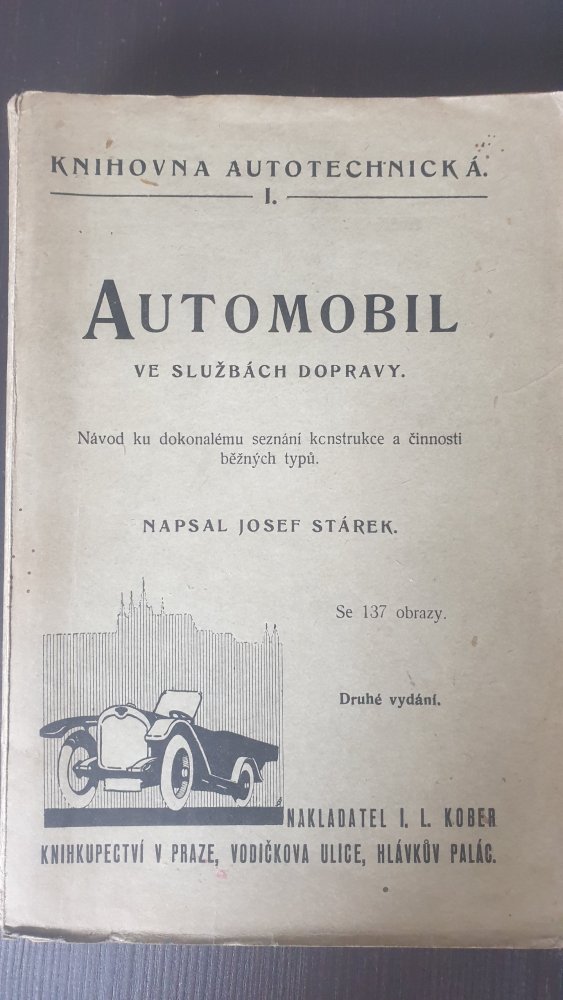 KNIHOVNA AUTOTECHNICKÁ.
I.
AUTOMOBIL
VE SLUŽBÁCH DOPRAVY.
Návod ku dokonalému seznání konstrukce a činnosti
běžných typů.
NAPSAL JOSEF STÁREK.
Se 137 obrazy.
Druhé vydání.
NAKLADATEL I. L. KOBER
KNIHKUPECTVÍ V PRAZE, VODIČKOVA ULICE, HLÁVKŮV PALÁC.